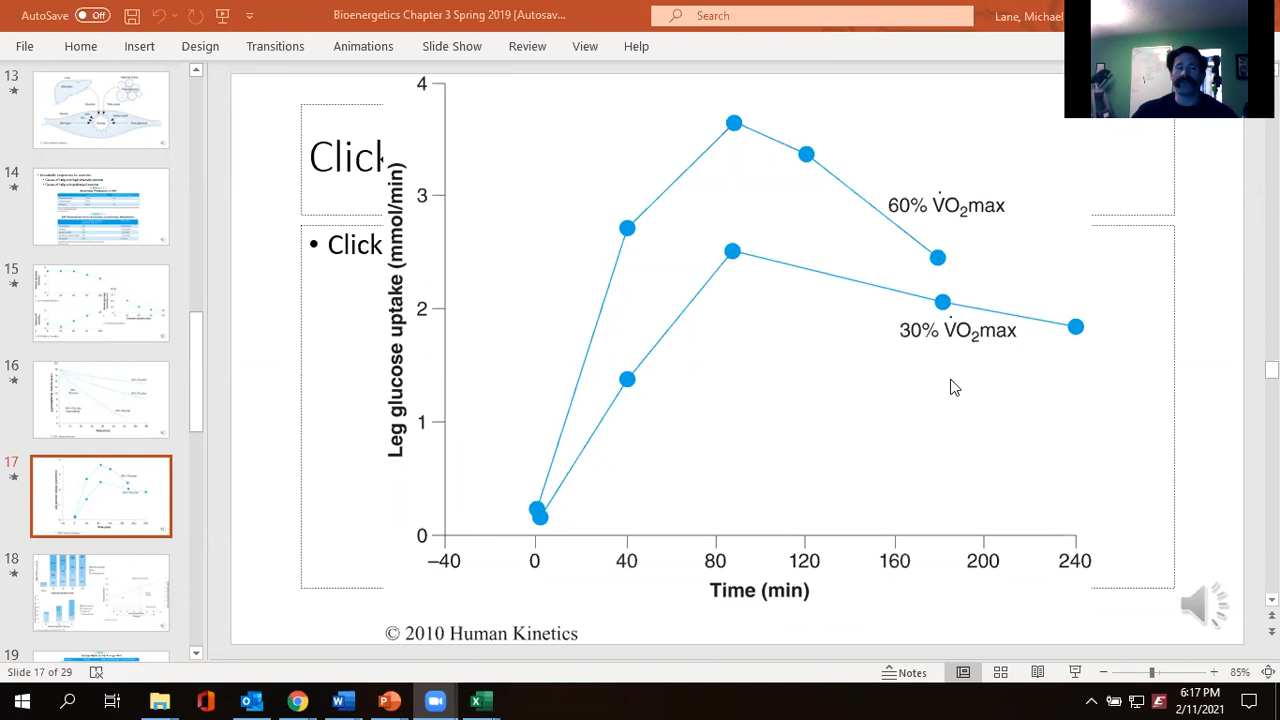 AutoSave Off
Bioenergetics Chapter 3 Spring 2019 [Autosav...
Search
Lane, Michael
File Home Insert Design Transitions Animations Slide Show Review View Help
13
14
15
16
17
18
19
Click
• Click
4
3
2
1
0
Leg glucose uptake (mmol/min)
60% V̇O2max
30% V̇O2max
−40 0 40 80 120 160 200 240
Time (min)
© 2010 Human Kinetics
Slide 17 of 29
Notes
85%
6:17 PM
2/11/2021